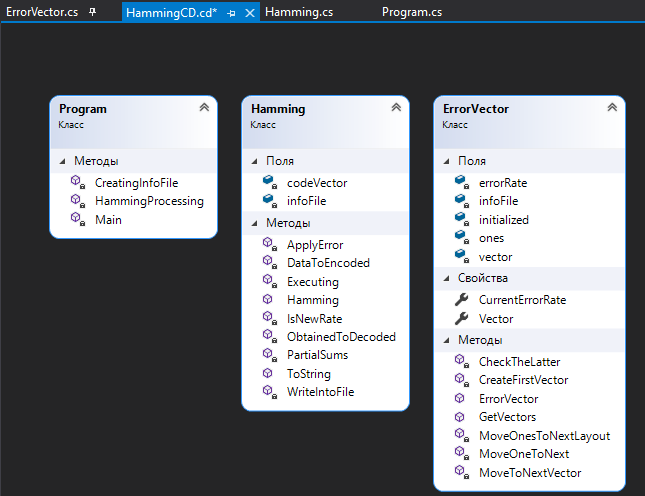 ErrorVector.cs HammingCD.cd* Hamming.cs Program.cs
Program
Класс
Методы
CreatingInfoFile
HammingProcessing
Main
Hamming
Класс
Поля
codeVector
infoFile
Методы
ApplyError
DataToEncoded
Executing
Hamming
IsNewRate
ObtainedToDecoded
PartialSums
ToString
WriteIntoFile
ErrorVector
Класс
Поля
errorRate
infoFile
initialized
ones
vector
Свойства
CurrentErrorRate
Vector
Методы
CheckTheLatter
CreateFirstVector
ErrorVector
GetVectors
MoveOnesToNextLayout
MoveOneToNext
MoveToNextVector